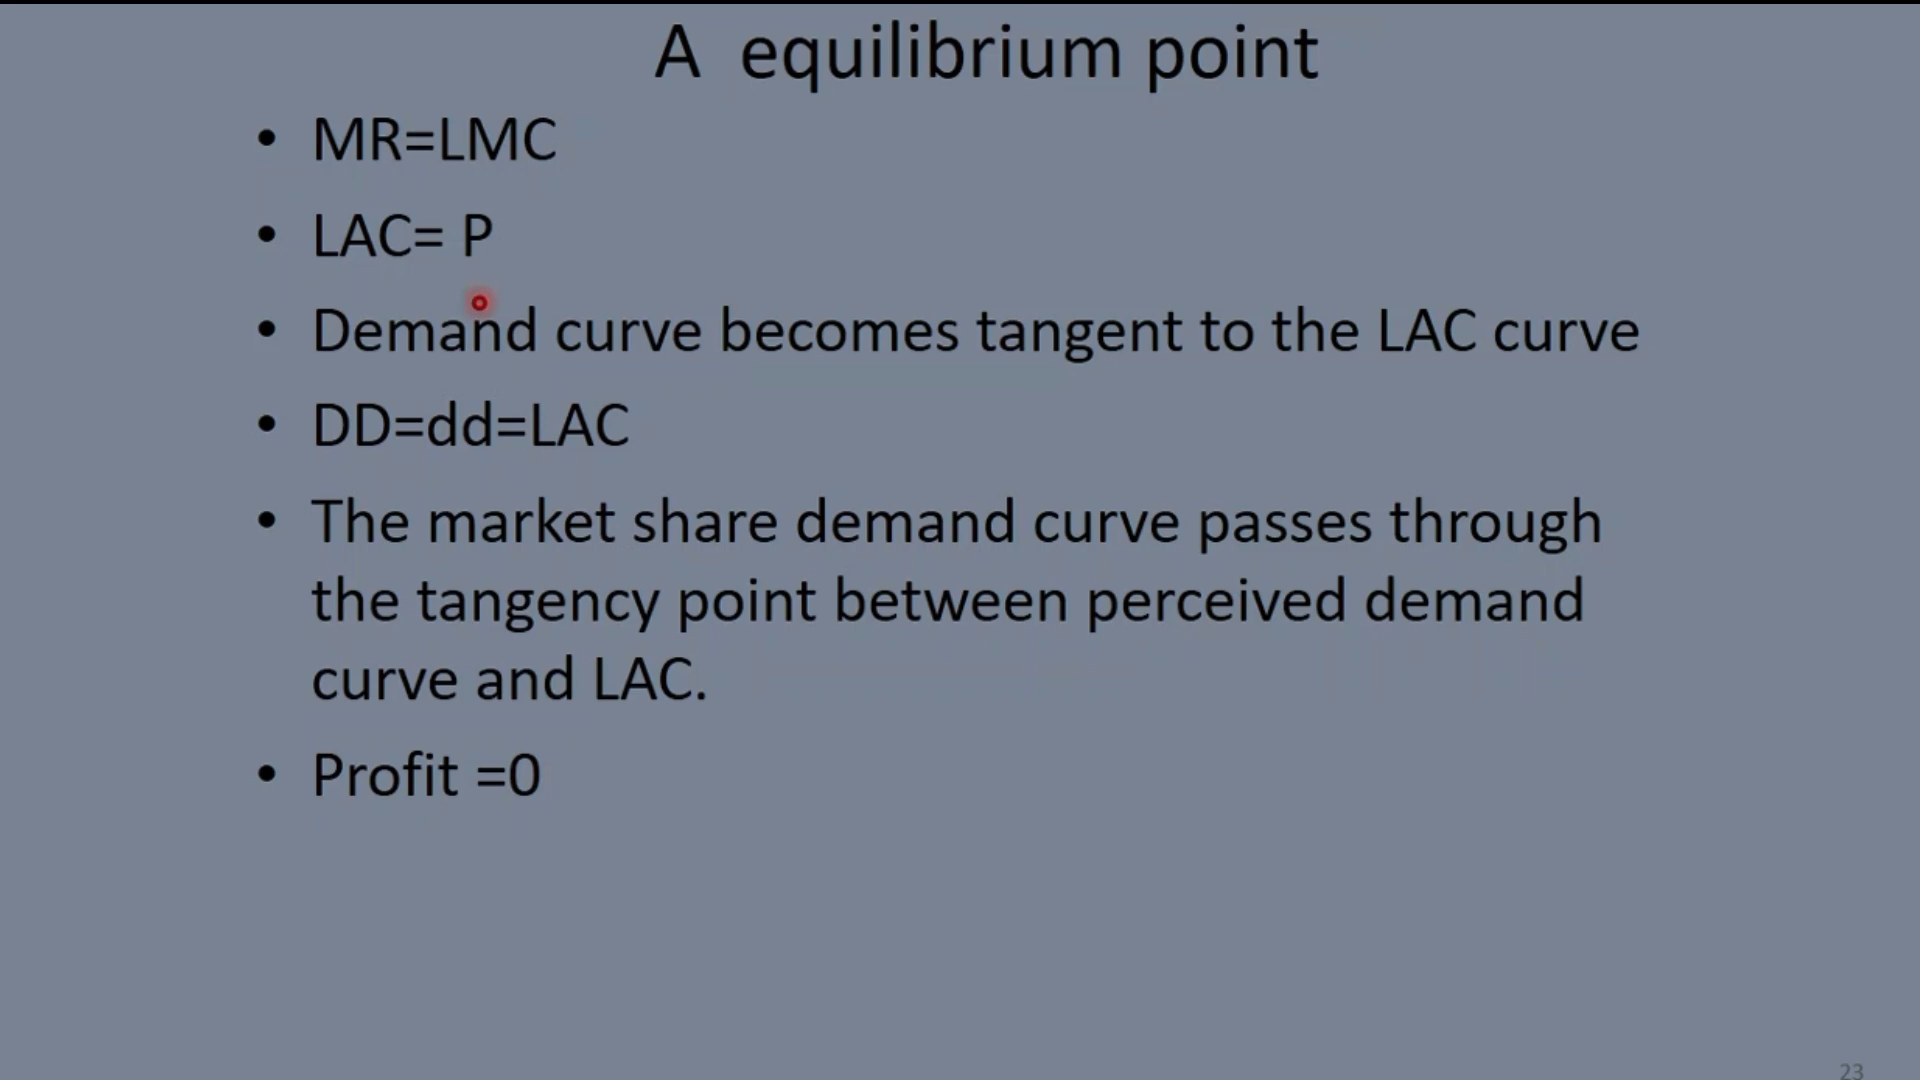 A equilibrium point
• MR=LMC
• LAC= P
• Demand curve becomes tangent to the LAC curve
• DD=dd=LAC
• The market share demand curve passes through
the tangency point between perceived demand
curve and LAC.
• Profit =0
23